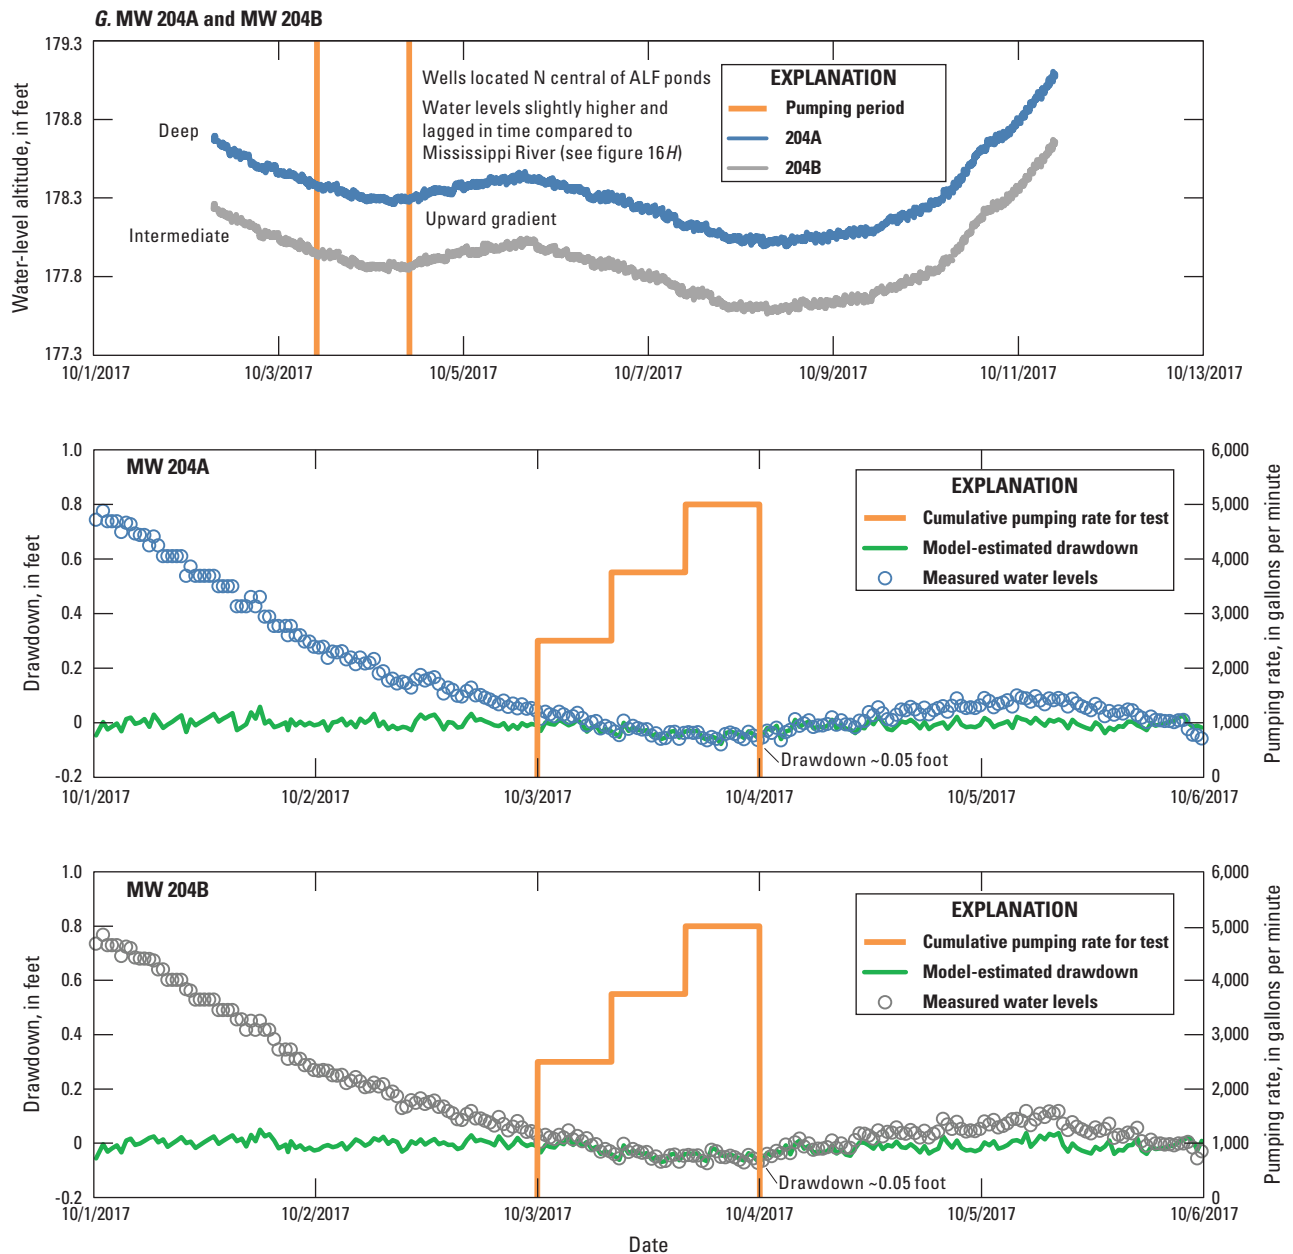 G. MW 204A and MW 204B
179.3
178.8
178.3
177.8
177.3
Water-level altitude, in feet
Deep
Intermediate
Wells located N central of ALF ponds
Water levels slightly higher and
lagged in time compared to
Mississippi River (see figure 16H)
Upward gradient
EXPLANATION
Pumping period
204A
204B
10/1/2017
10/3/2017
10/5/2017
10/7/2017
10/9/2017
10/11/2017
10/13/2017
MW 204A
1.0
0.8
0.6
0.4
0.2
0
-0.2
Drawdown, in feet
EXPLANATION
Cumulative pumping rate for test
Model-estimated drawdown
Measured water levels
Drawdown ~0.05 foot
6,000
5,000
4,000
3,000
2,000
1,000
0
Pumping rate, in gallons per minute
10/1/2017
10/2/2017
10/3/2017
10/4/2017
10/5/2017
10/6/2017
MW 204B
1.0
0.8
0.6
0.4
0.2
0
-0.2
Drawdown, in feet
EXPLANATION
Cumulative pumping rate for test
Model-estimated drawdown
Measured water levels
Drawdown ~0.05 foot
6,000
5,000
4,000
3,000
2,000
1,000
0
Pumping rate, in gallons per minute
10/1/2017
10/2/2017
10/3/2017
10/4/2017
10/5/2017
10/6/2017
Date